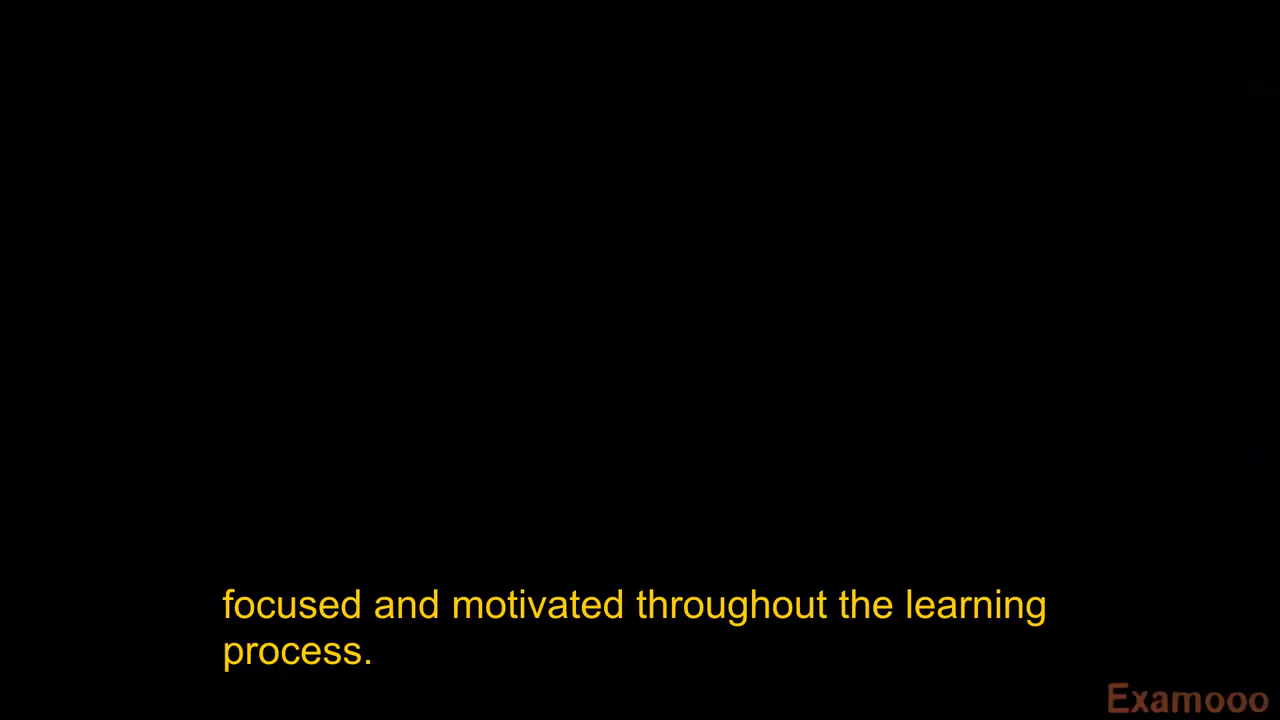 focused and motivated throughout the learning
process.
Examooo